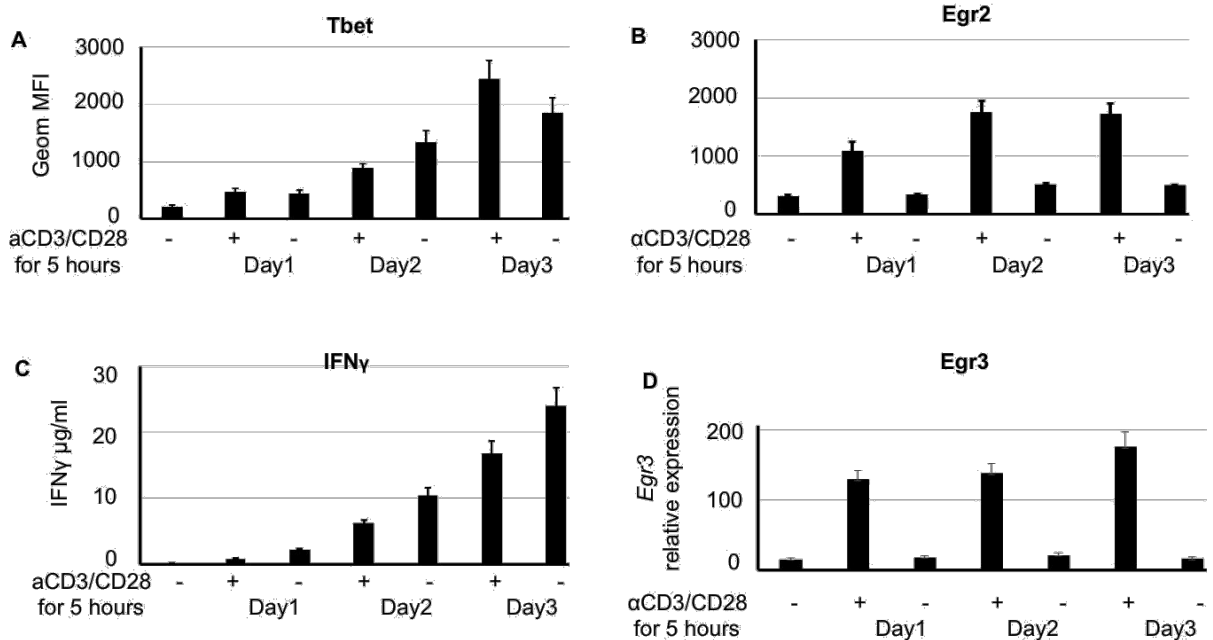 A
Tbet
3000
2000
1000
0
Geom MFI
- + - + - + -
aCD3/CD28
for 5 hours
Day1 Day2 Day3
B
Egr2
3000
2000
1000
0
- + - + - + -
αCD3/CD28
for 5 hours
Day1 Day2 Day3
C
IFNγ
30
20
10
0
IFNγ µg/ml
- + - + - + -
aCD3/CD28
for 5 hours
Day1 Day2 Day3
D
Egr3
200
100
0
Egr3
relative expression
- + - + - + -
αCD3/CD28
for 5 hours
Day1 Day2 Day3